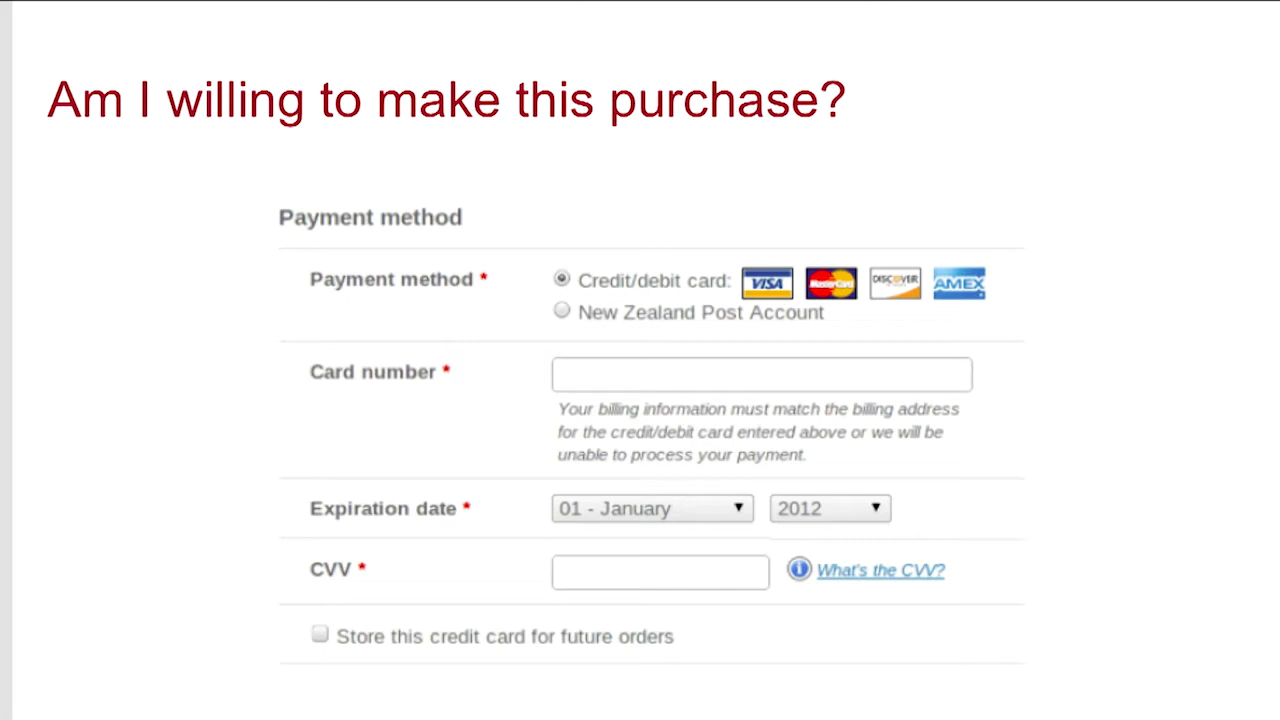 Am I willing to make this purchase?
Payment method
Payment method *
Credit/debit card: VISA MasterCard DISCOVER AMEX
New Zealand Post Account
Card number *
Your billing information must match the billing address
for the credit/debit card entered above or we will be
unable to process your payment.
Expiration date * 01 - January 2012
CVV * What's the CVV?
Store this credit card for future orders